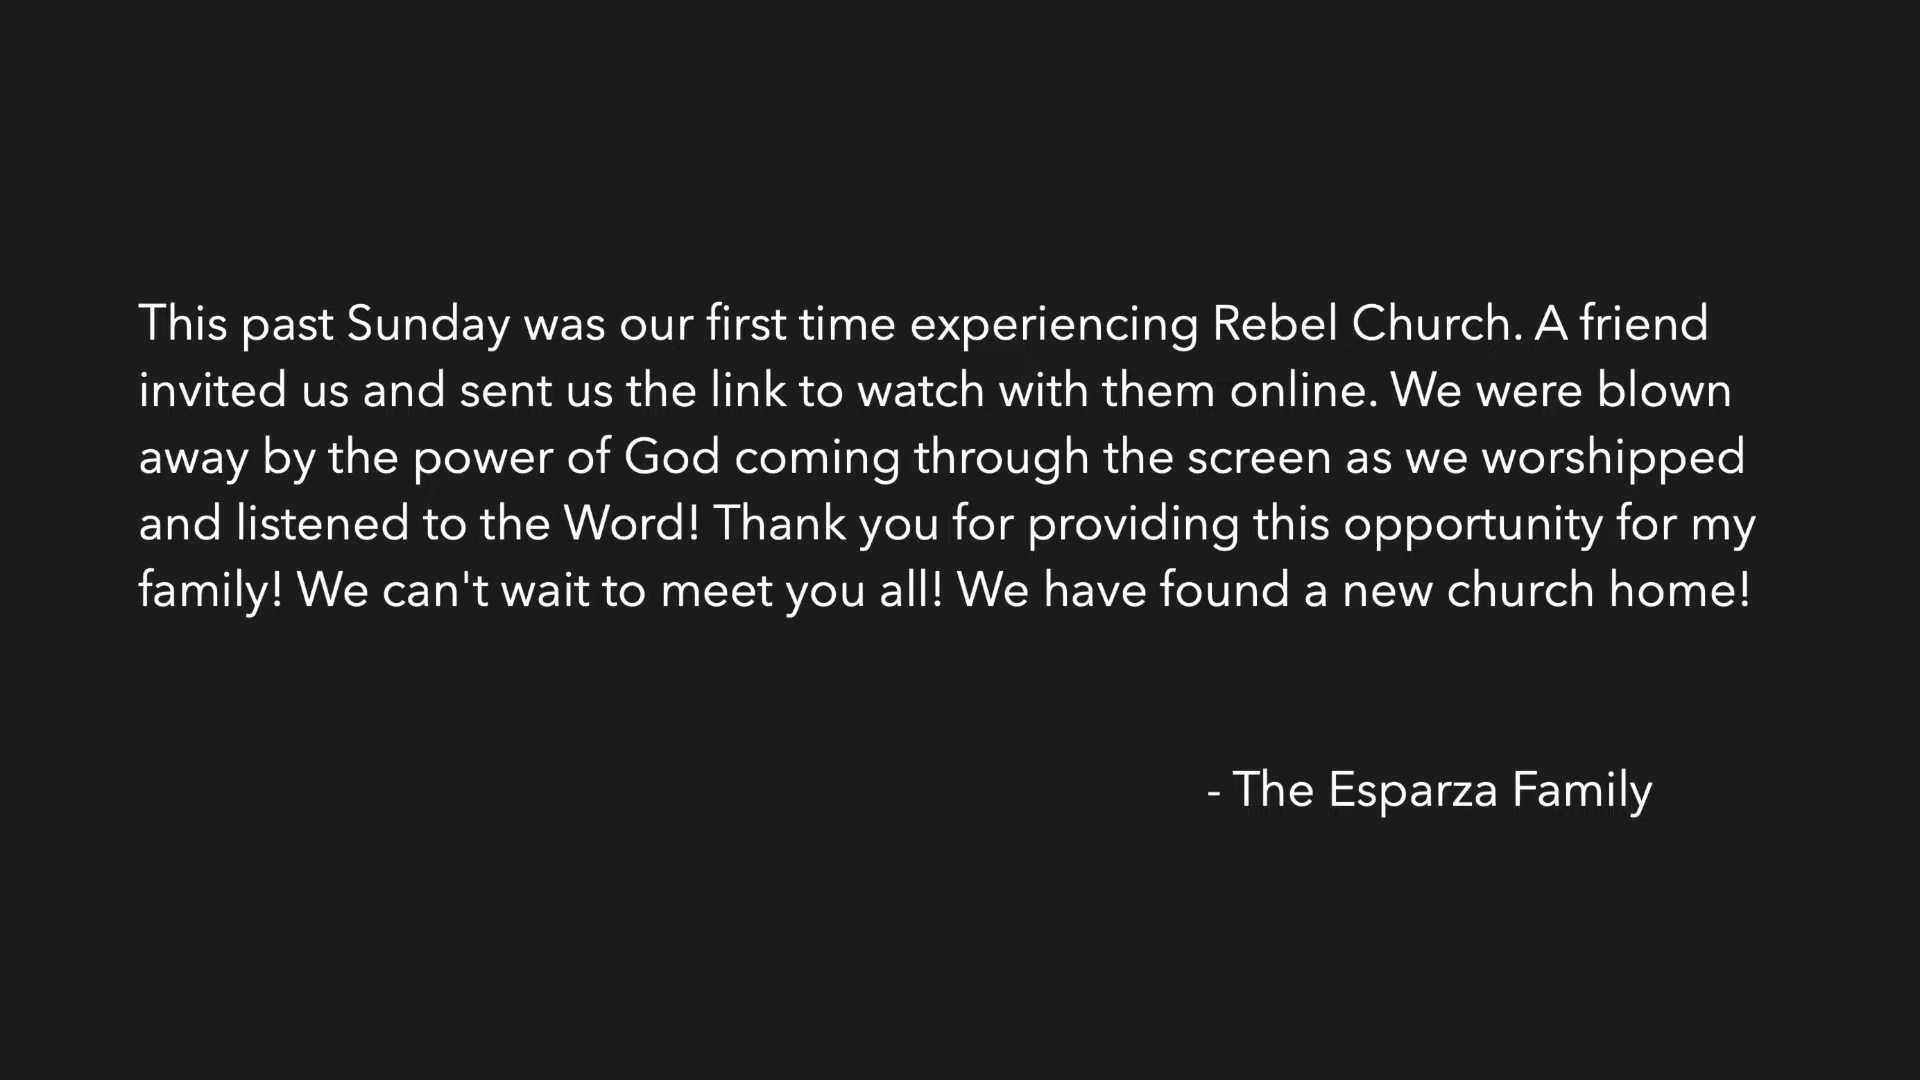 This past Sunday was our first time experiencing Rebel Church. A friend
invited us and sent us the link to watch with them online. We were blown
away by the power of God coming through the screen as we worshipped
and listened to the Word! Thank you for providing this opportunity for my
family! We can't wait to meet you all! We have found a new church home!
- The Esparza Family